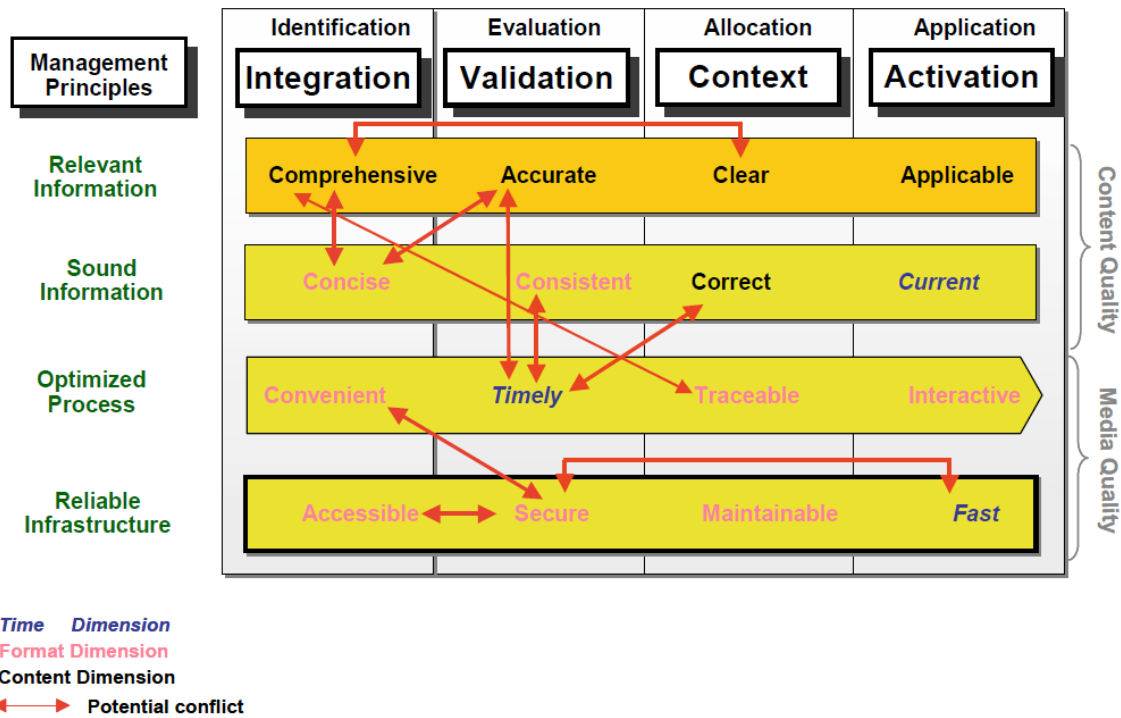 Identification Evaluation Allocation Application
Management
Principles
Integration Validation Context Activation
Relevant
Information
Comprehensive Accurate Clear Applicable
Sound
Information
Concise Consistent Correct Current
Content Quality
Optimized
Process
Convenient Timely Traceable Interactive
Reliable
Infrastructure
Accessible Secure Maintainable Fast
Media Quality
Time Dimension
Format Dimension
Content Dimension
Potential conflict